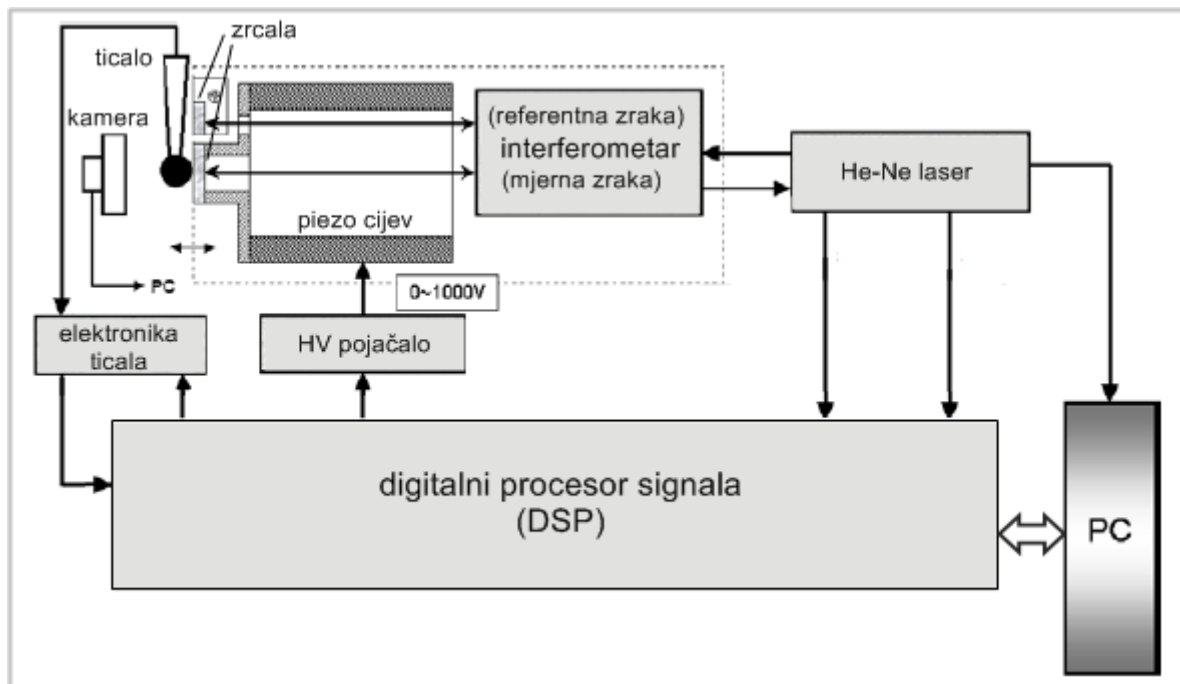 zrcala
ticalo
kamera
(referentna zraka)
interferometar
(mjerna zraka)
He-Ne laser
piezo cijev
PC
0~1000V
elektronika
ticala
HV pojačalo
digitalni procesor signala
(DSP)
PC